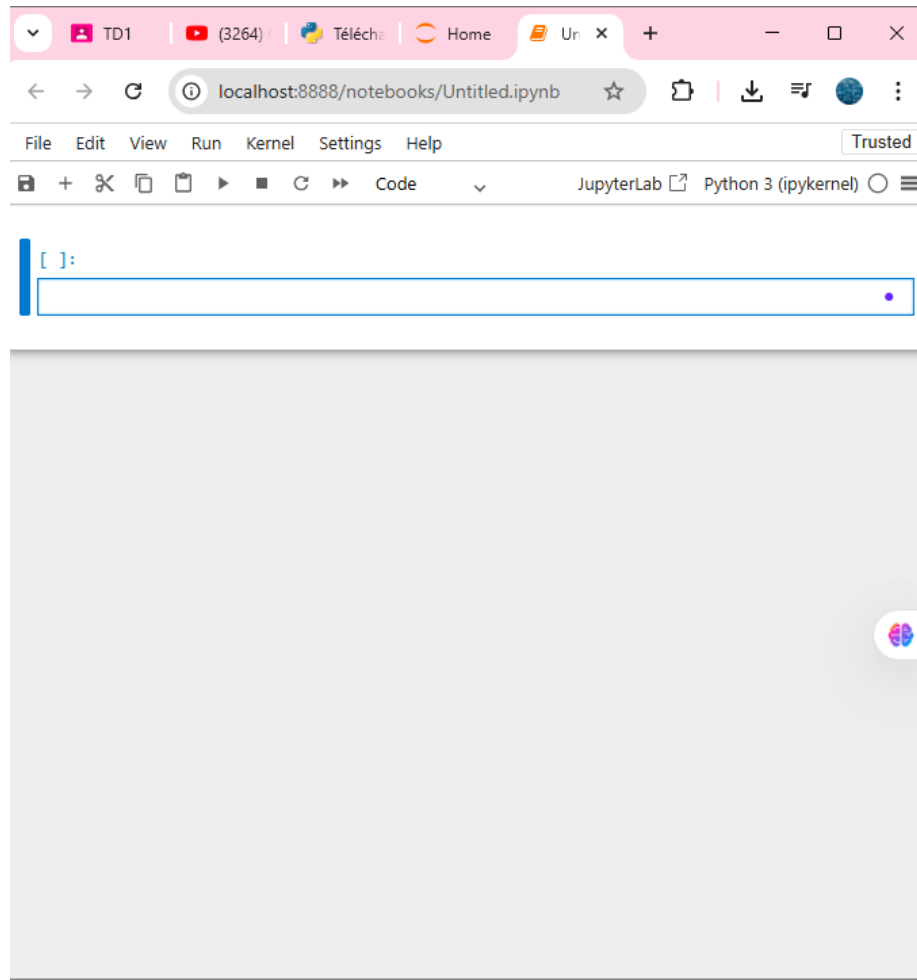 TD1 (3264) Télécha Home Un
localhost:8888/notebooks/Untitled.ipynb
File Edit View Run Kernel Settings Help Trusted
Code JupyterLab Python 3 (ipykernel)
[ ]: